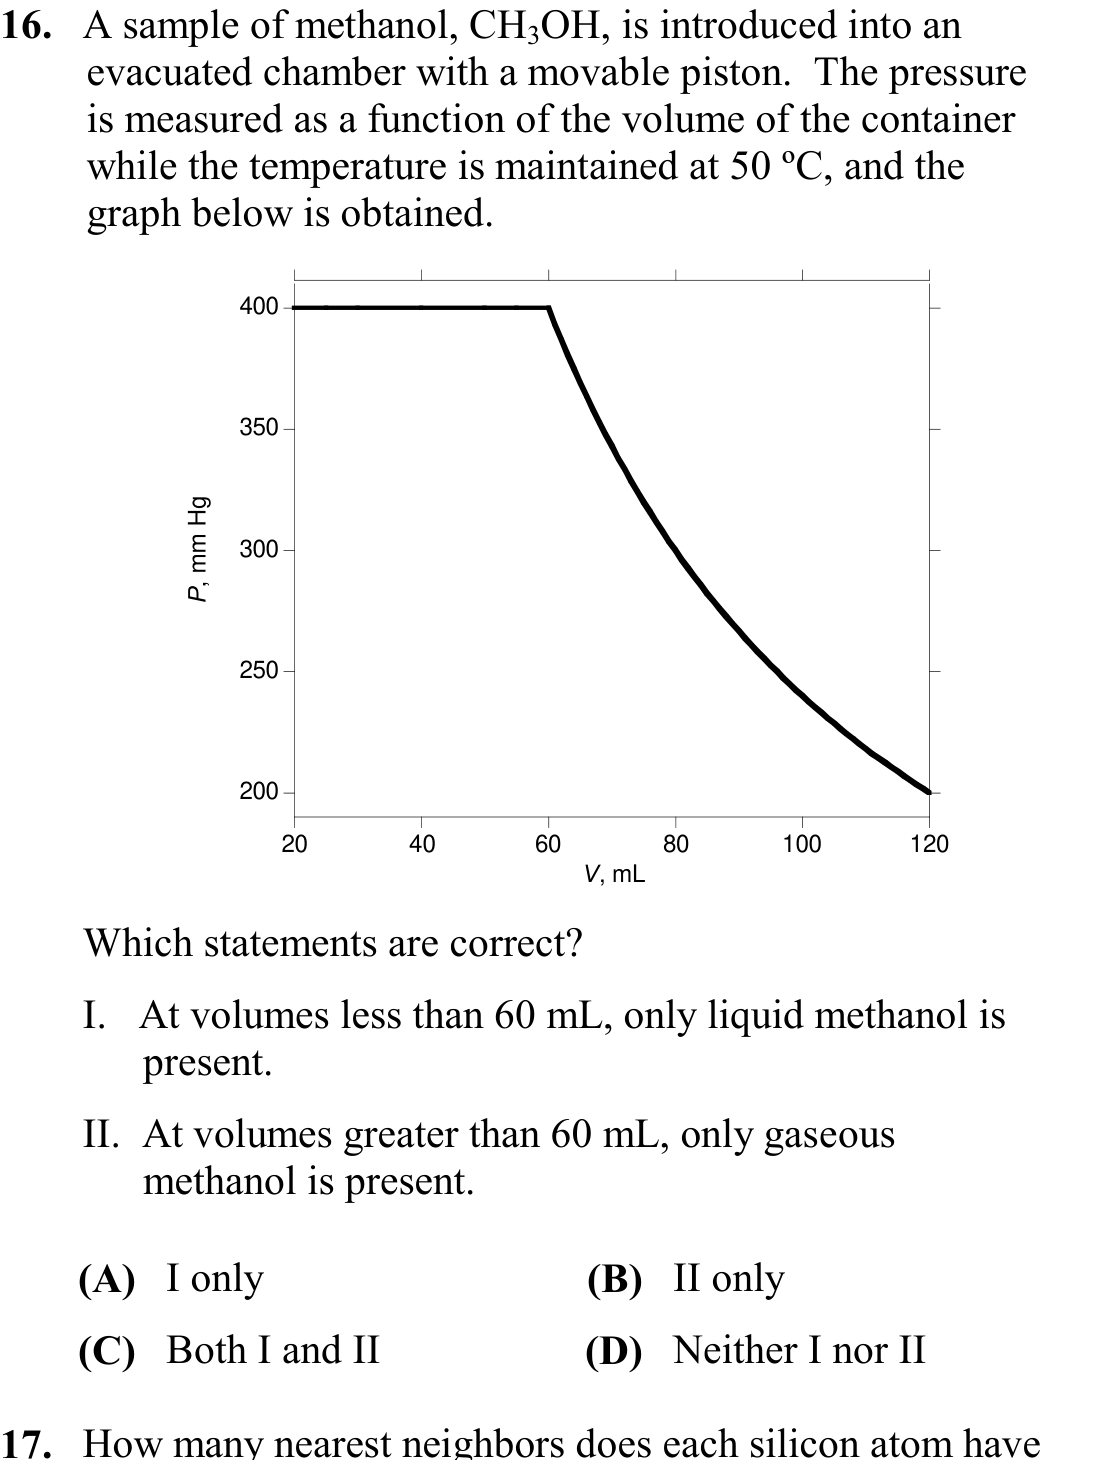 16. A sample of methanol, CH₃OH, is introduced into an
evacuated chamber with a movable piston.  The pressure
is measured as a function of the volume of the container
while the temperature is maintained at 50 ºC, and the
graph below is obtained.
400
350
300
250
200
P, mm Hg
20 40 60 80 100 120
V, mL
Which statements are correct?
I. At volumes less than 60 mL, only liquid methanol is
present.
II. At volumes greater than 60 mL, only gaseous
methanol is present.
(A) I only (B) II only
(C) Both I and II (D) Neither I nor II
17. How many nearest neighbors does each silicon atom have